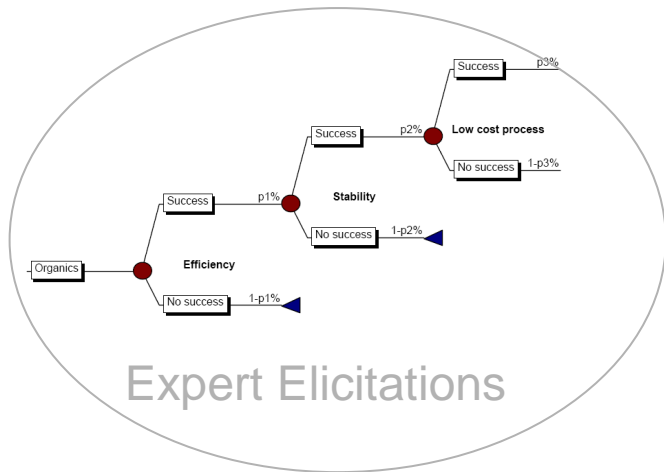 Success
p3%
Low cost process
Success
p2%
No success
1-p3%
Success
p1%
Stability
No success
1-p2%
Organics
Efficiency
No success
1-p1%
Expert Elicitations